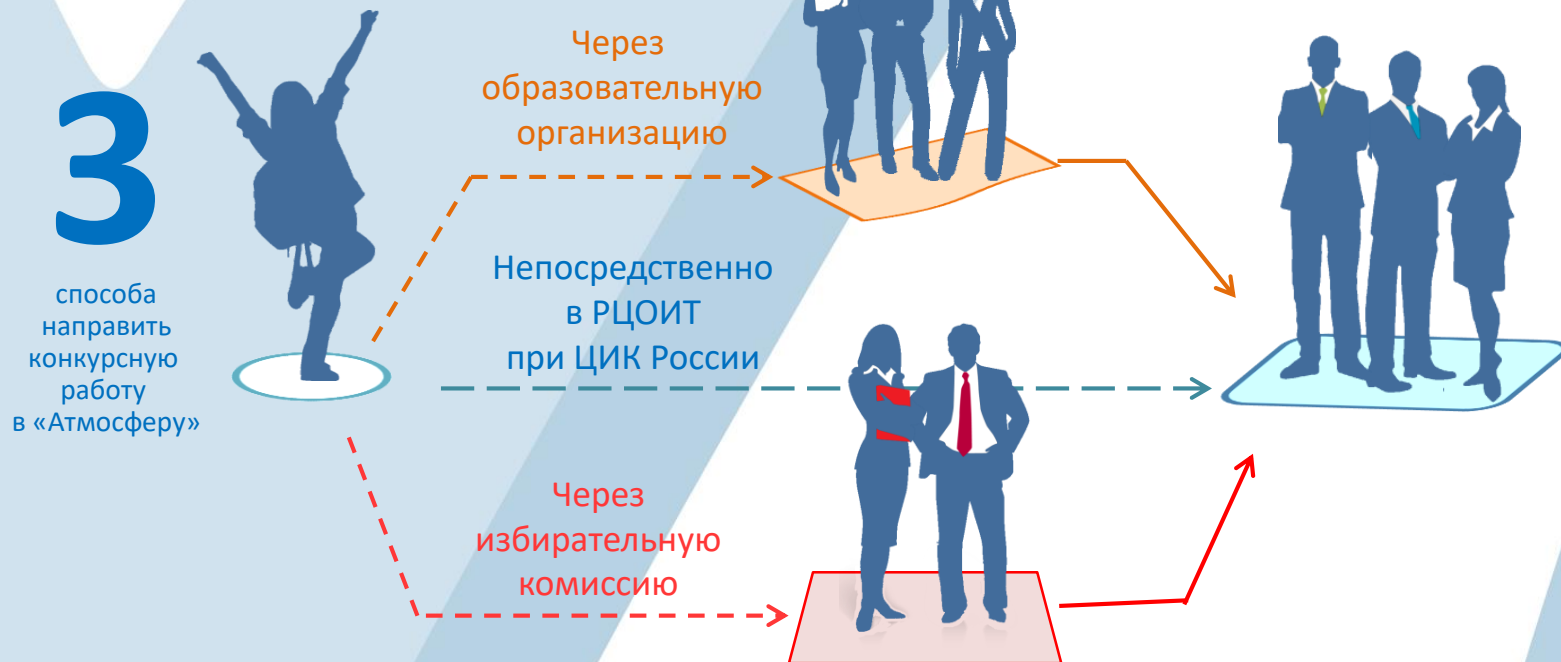 3
способа
направить
конкурсную
работу
в «Атмосферу»
Через
образовательную
организацию
Непосредственно
в РЦОИТ
при ЦИК России
Через
избирательную
комиссию